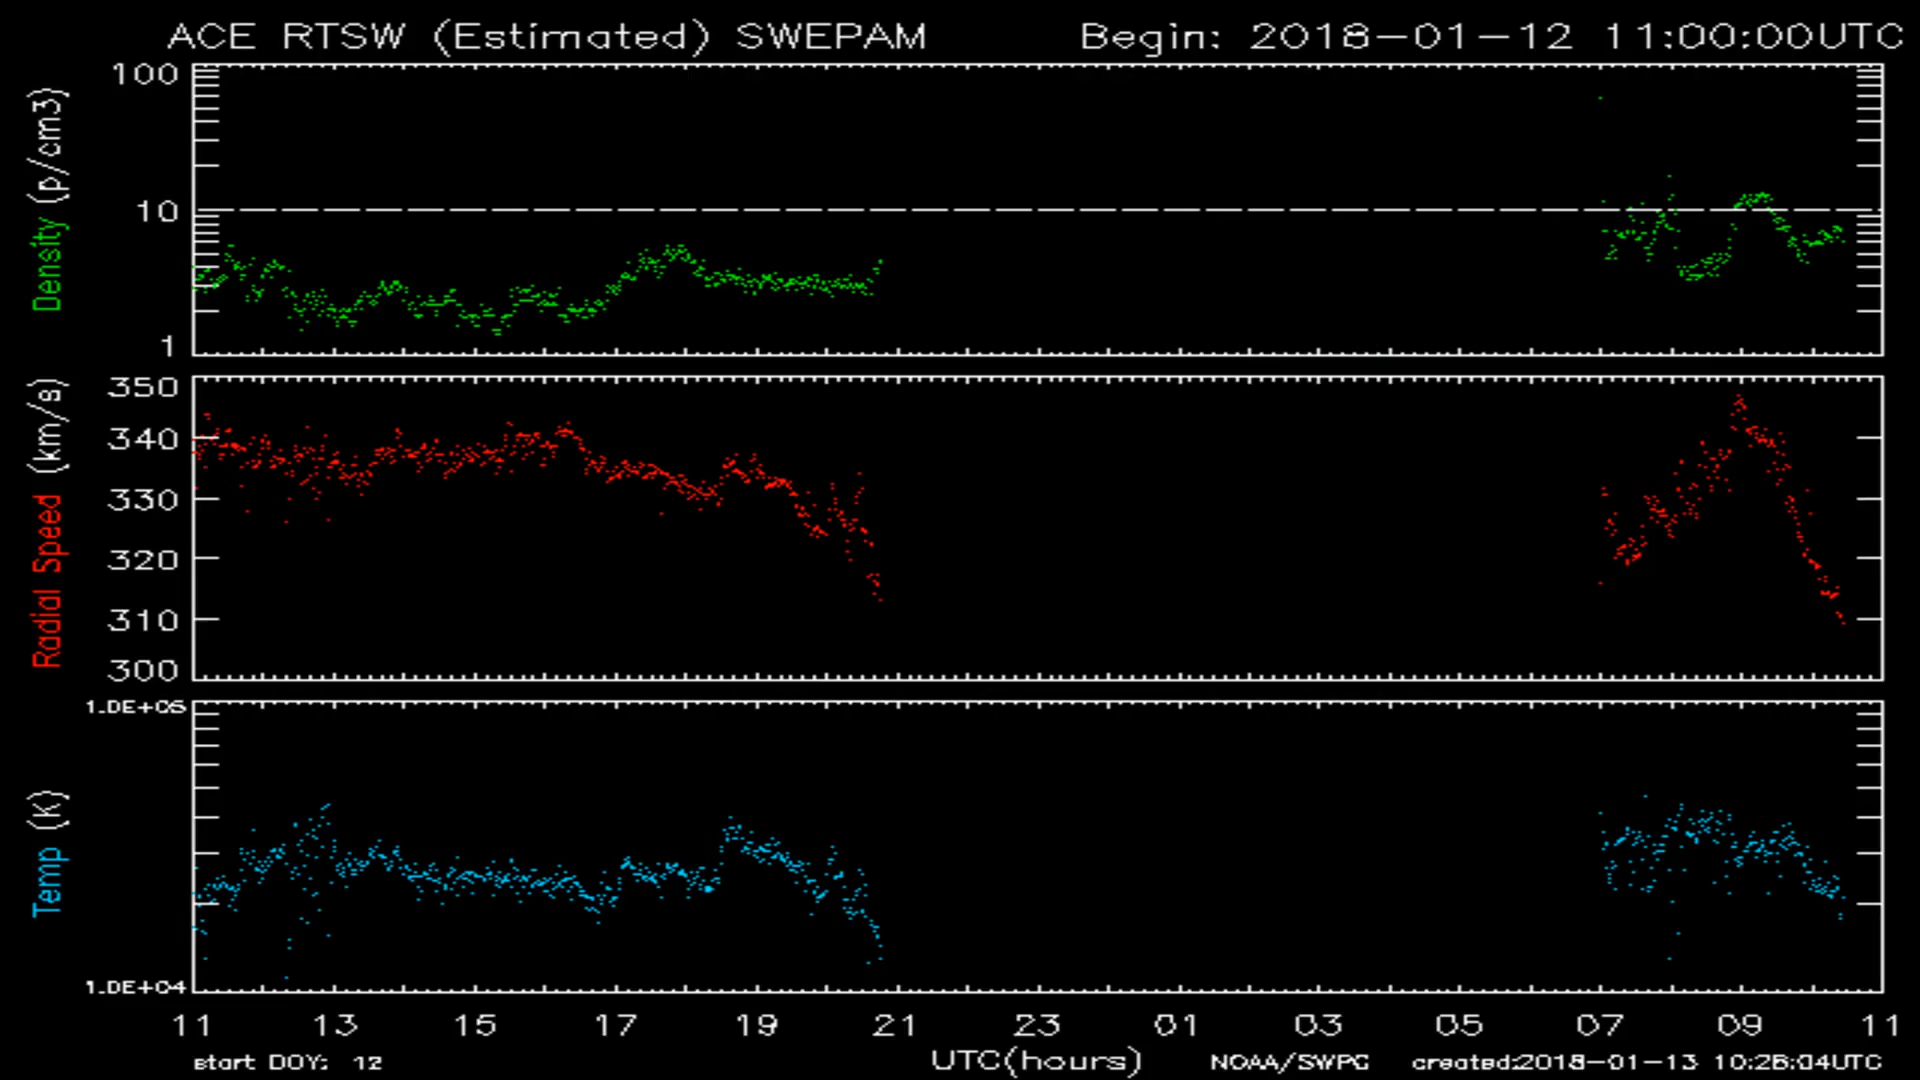 ACE RTSW (Estimated) SWEPAM Begin: 2018-01-12 11:00:00UTC
Density (p/cm3)
100
10
1
Radial Speed (km/s)
350
340
330
320
310
300
Temp (K)
1.0E+05
1.0E+04
11 13 15 17 19 21 23 01 03 05 07 09 11
start DOY: 12 UTC(hours) NOAA/SWPC created:2018-01-13 10:26:04UTC